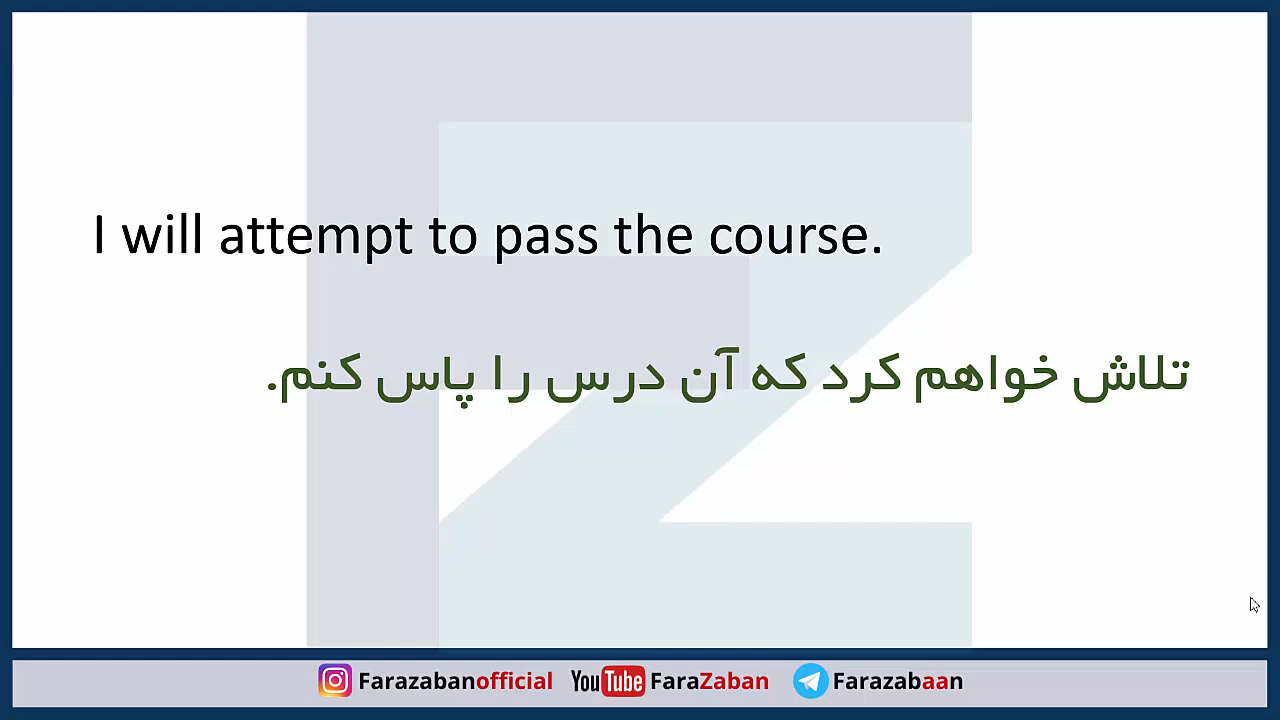 I will attempt to pass the course.
تلاش خواهم کرد که آن درس را پاس کنم.
Farazabanofficial YouTube FaraZaban Farazabaan